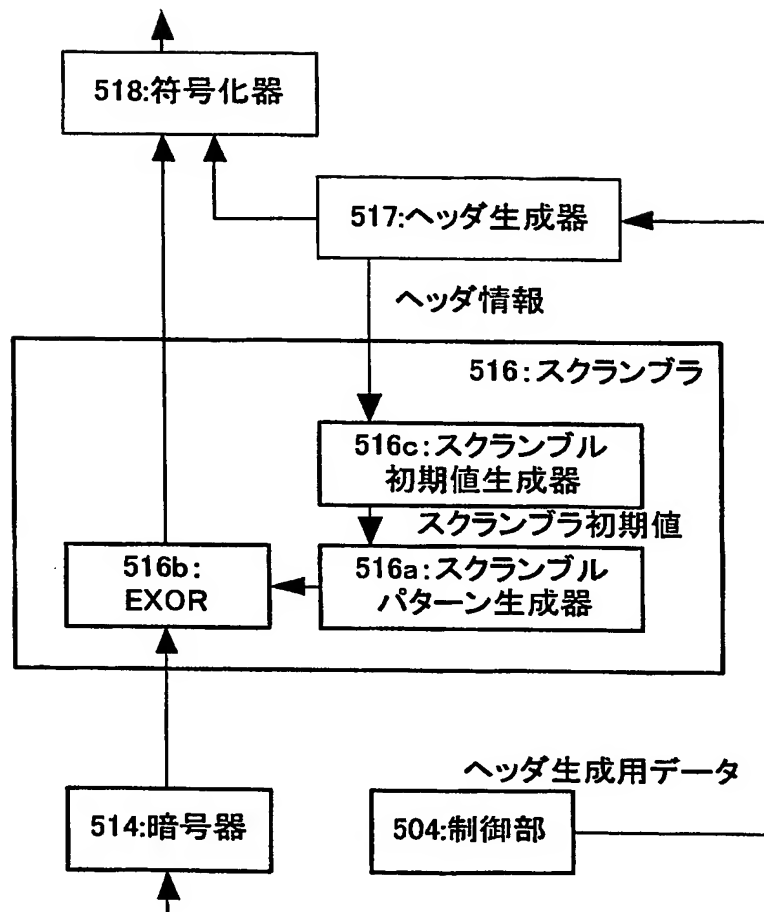 518:符号化器
517:ヘッダ生成器
ヘッダ情報
516:スクランブラ
516c:スクランブル
初期値生成器
スクランブラ初期値
516b:
EXOR
516a:スクランブル
パターン生成器
ヘッダ生成用データ
514:暗号器
504:制御部